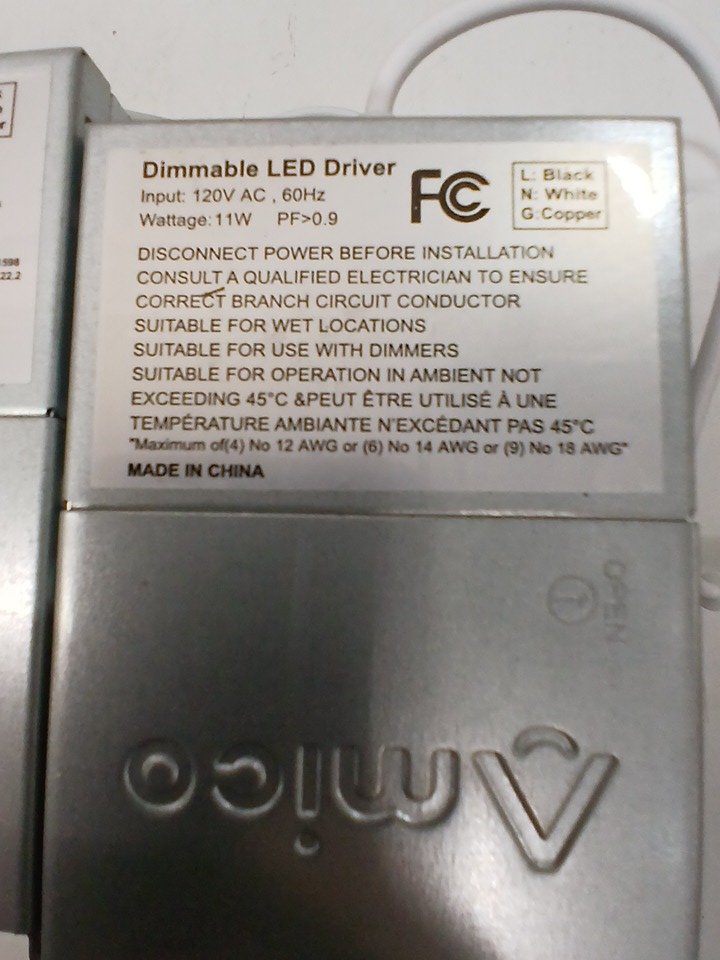 Dimmable LED Driver
Input: 120V AC , 60Hz
Wattage: 11W PF>0.9
FC
L: Black
N: White
G:Copper
DISCONNECT POWER BEFORE INSTALLATION
CONSULT A QUALIFIED ELECTRICIAN TO ENSURE
CORRECT BRANCH CIRCUIT CONDUCTOR
SUITABLE FOR WET LOCATIONS
SUITABLE FOR USE WITH DIMMERS
SUITABLE FOR OPERATION IN AMBIENT NOT
EXCEEDING 45°C &PEUT ÊTRE UTILISÉ À UNE
TEMPÉRATURE AMBIANTE N'EXCÉDANT PAS 45°C
"Maximum of(4) No 12 AWG or (6) No 14 AWG or (9) No 18 AWG"
MADE IN CHINA
1598
22.2
OPEN
Amico